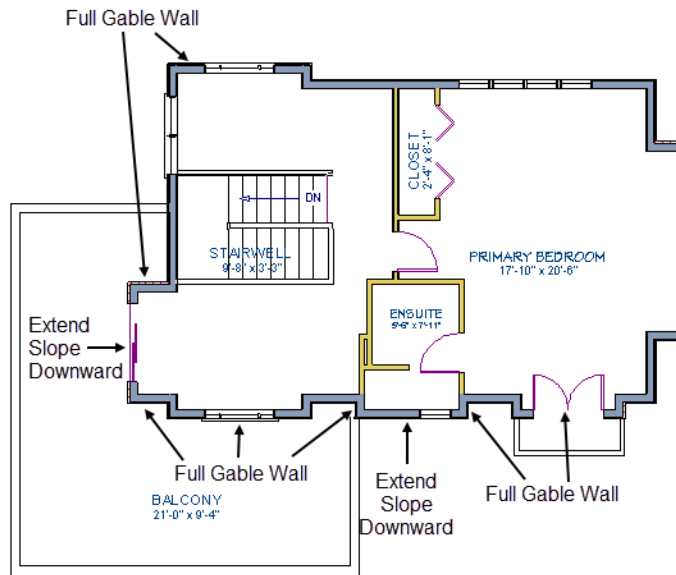 Full Gable Wall
CLOSET
2'-4" x 8'-1"
DN
STAIRWELL
9'-8" x 3'-3"
PRIMARY BEDROOM
17'-10" x 20'-6"
ENSUITE
5'-6" x 7'-11"
Extend
Slope
Downward
Full Gable Wall
Extend
Slope
Downward
Full Gable Wall
BALCONY
21'-0" x 9'-4"